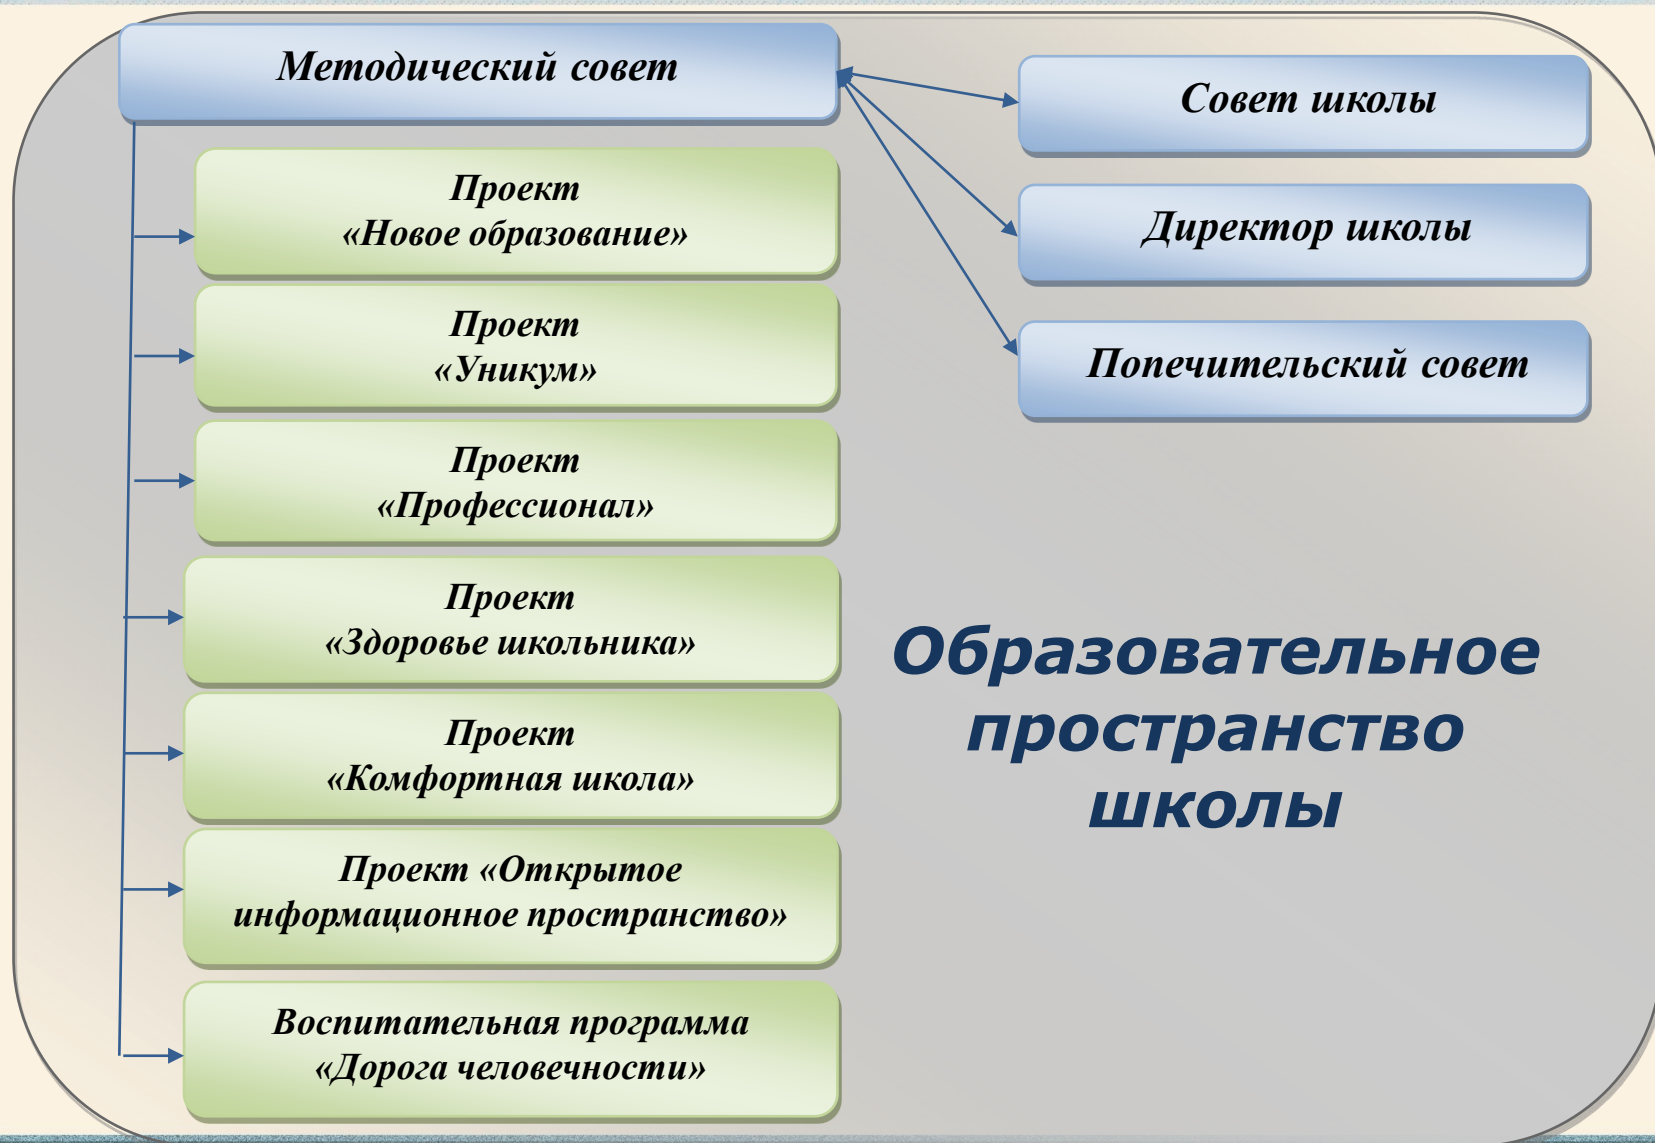 Методический совет
Проект
«Новое образование»
Проект
«Уникум»
Проект
«Профессионал»
Проект
«Здоровье школьника»
Проект
«Комфортная школа»
Проект «Открытое
информационное пространство»
Воспитательная программа
«Дорога человечности»
Совет школы
Директор школы
Попечительский совет
Образовательное
пространство
школы